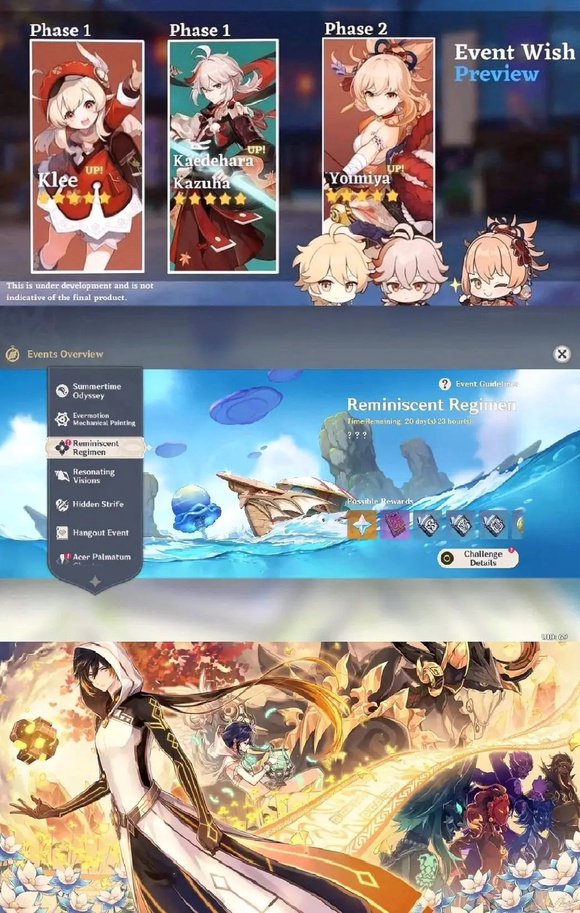 Phase 1
Phase 1
Phase 2
Event Wish
Preview
UP!
Klee
UP!
Kaedehara
Kazuha
UP!
Yoimiya
This is under development and is not
indicative of the final product.
Events Overview
Summertime
Odyssey
Evermotion
Mechanical Painting
Reminiscent
Regimen
Resonating
Visions
Hidden Strife
Hangout Event
Acer Palmatum
Event Guidelines
Reminiscent Regimen
Time Remaining: 20 day(s) 23 hour(s)
? ? ?
Possible Rewards
Challenge
Details